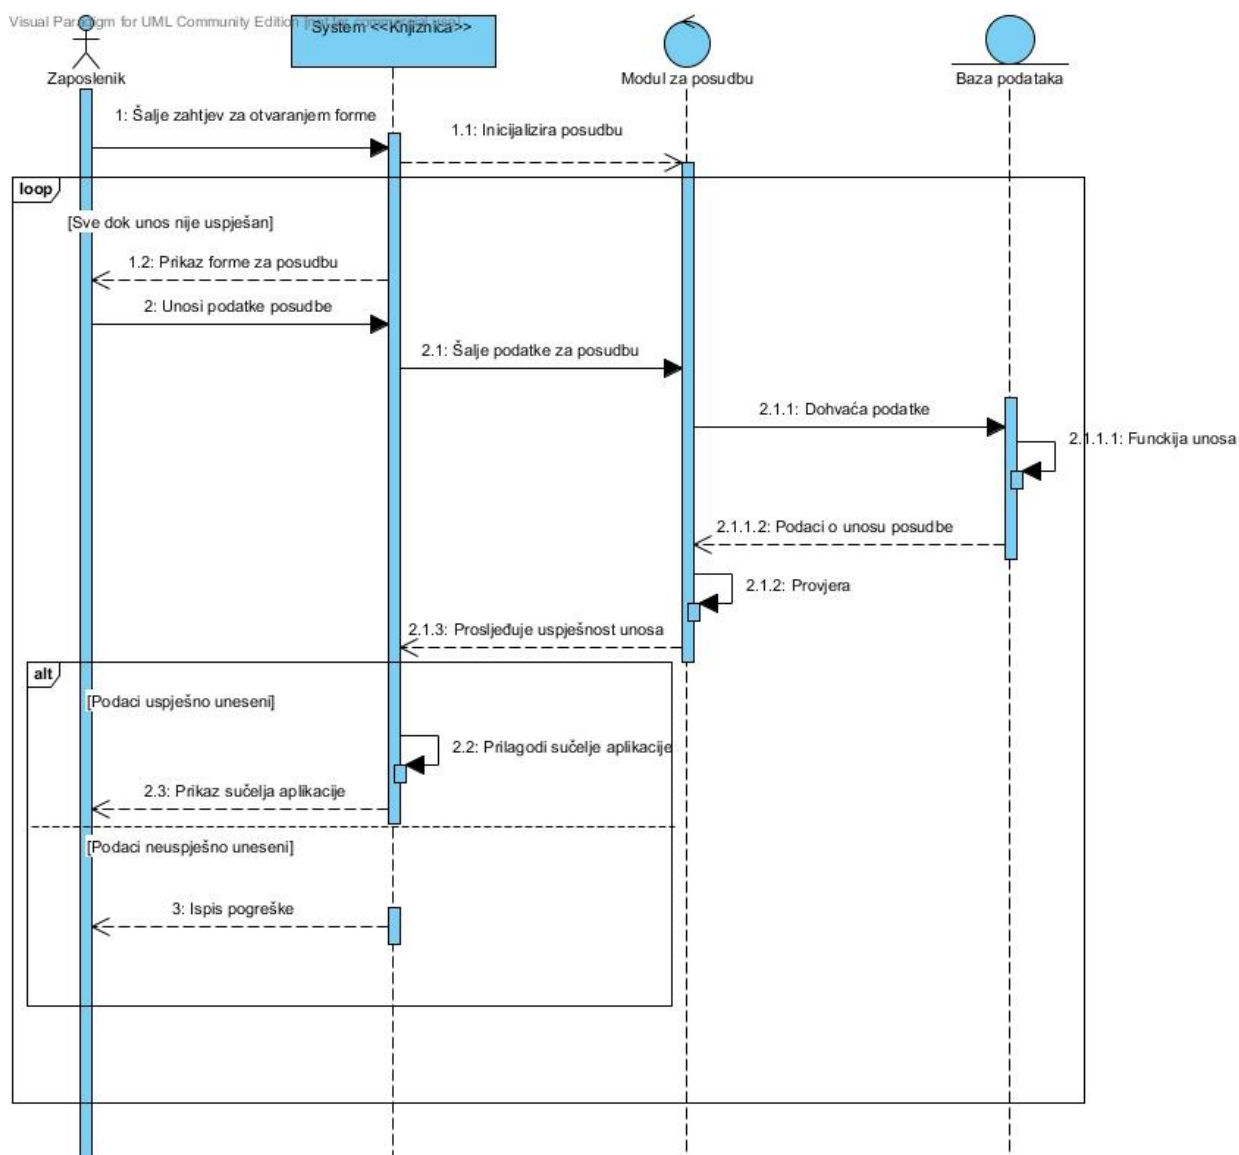 Visual Paradigm for UML Community Edition [not for commercial use]
System <<Knjiznica>>
Zaposlenik
Modul za posudbu
Baza podataka
1: Šalje zahtjev za otvaranjem forme
1.1: Inicijalizira posudbu
loop
[Sve dok unos nije uspješan]
1.2: Prikaz forme za posudbu
2: Unosi podatke posudbe
2.1: Šalje podatke za posudbu
2.1.1: Dohvaća podatke
2.1.1.1: Funckija unosa
2.1.1.2: Podaci o unosu posudbe
2.1.2: Provjera
2.1.3: Prosljeđuje uspješnost unosa
alt
[Podaci uspješno uneseni]
2.2: Prilagodi sučelje aplikacije
2.3: Prikaz sučelja aplikacije
[Podaci neuspješno uneseni]
3: Ispis pogreške